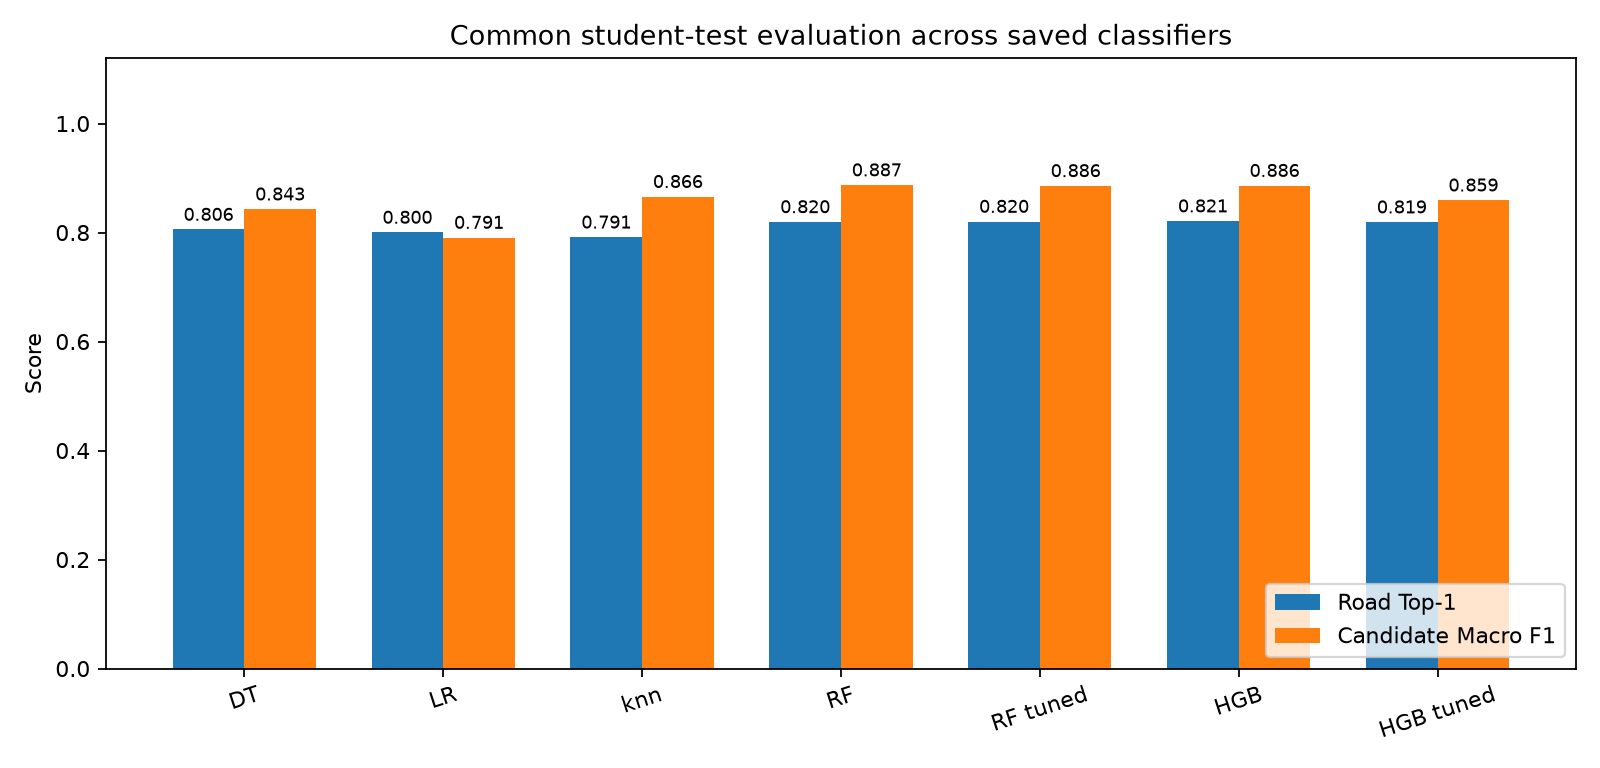 Common student-test evaluation across saved classifiers
Score
1.0
0.8
0.6
0.4
0.2
0.0
0.806
0.843
0.800
0.791
0.791
0.866
0.820
0.887
0.820
0.886
0.821
0.886
0.819
0.859
Road Top-1
Candidate Macro F1
DT
LR
knn
RF
RF tuned
HGB
HGB tuned